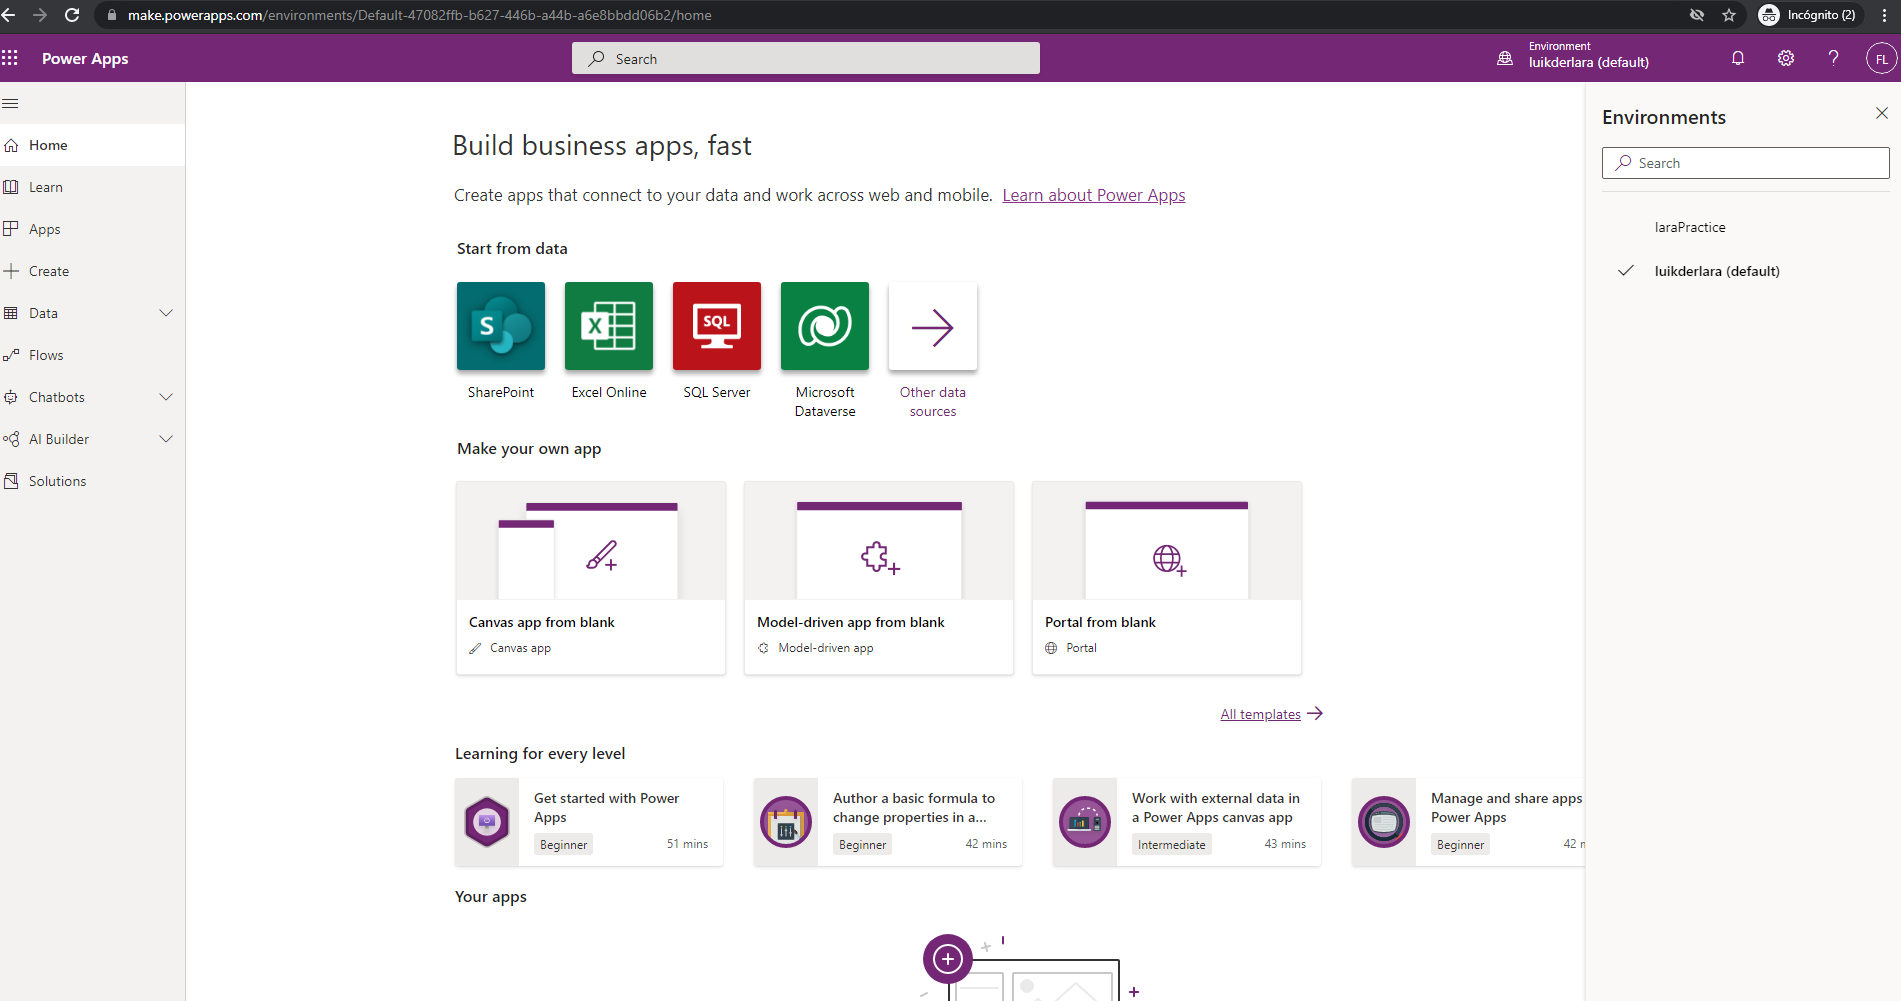 make.powerapps.com/environments/Default-47082ffb-b627-446b-a44b-a6e8bbdd06b2/home
Incógnito (2)
Power Apps
Search
Environment
luikderlara (default)
?
FL
Home
Learn
Apps
Create
Data
Flows
Chatbots
AI Builder
Solutions
Build business apps, fast
Create apps that connect to your data and work across web and mobile. Learn about Power Apps
Start from data
S
X
SQL
SharePoint
Excel Online
SQL Server
Microsoft
Dataverse
Other data
sources
Make your own app
Canvas app from blank
Canvas app
Model-driven app from blank
Model-driven app
Portal from blank
Portal
All templates
Learning for every level
Get started with Power
Apps
Beginner
51 mins
Author a basic formula to
change properties in a...
Beginner
42 mins
Work with external data in
a Power Apps canvas app
Intermediate
43 mins
Manage and share apps
Power Apps
Beginner
42
Your apps
Environments
Search
laraPractice
luikderlara (default)